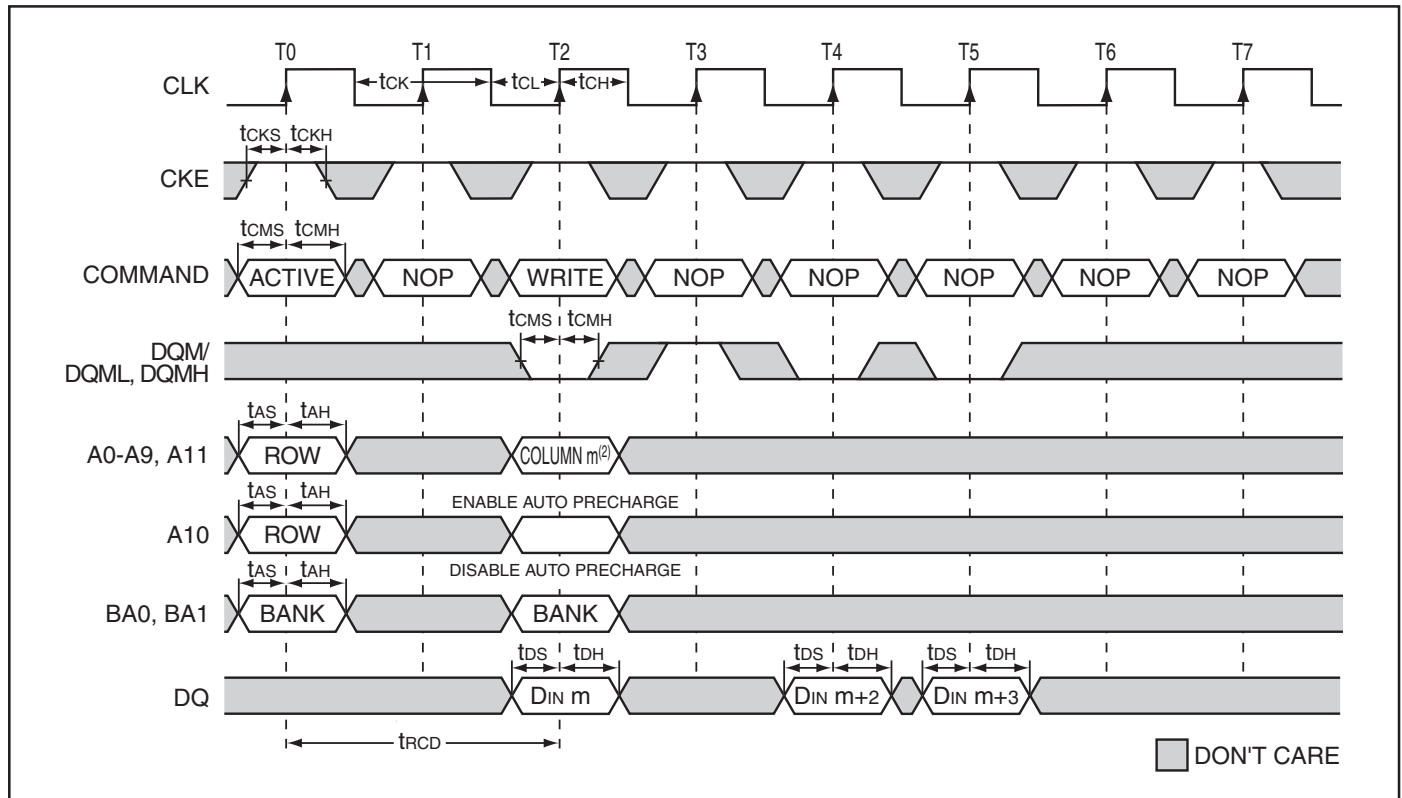 T0 T1 T2 T3 T4 T5 T6 T7
CLK tCK tCL tCH
tCKS tCKH
CKE
tCMS tCMH
COMMAND ACTIVE NOP WRITE NOP NOP NOP NOP NOP
tCMS tCMH
DQM/
DQML, DQMH
tAS tAH
A0-A9, A11 ROW COLUMN m(2)
tAS tAH ENABLE AUTO PRECHARGE
A10 ROW
tAS tAH DISABLE AUTO PRECHARGE
BA0, BA1 BANK BANK
tDS tDH tDS tDH tDS tDH
DQ DIN m DIN m+2 DIN m+3
tRCD
DON'T CARE